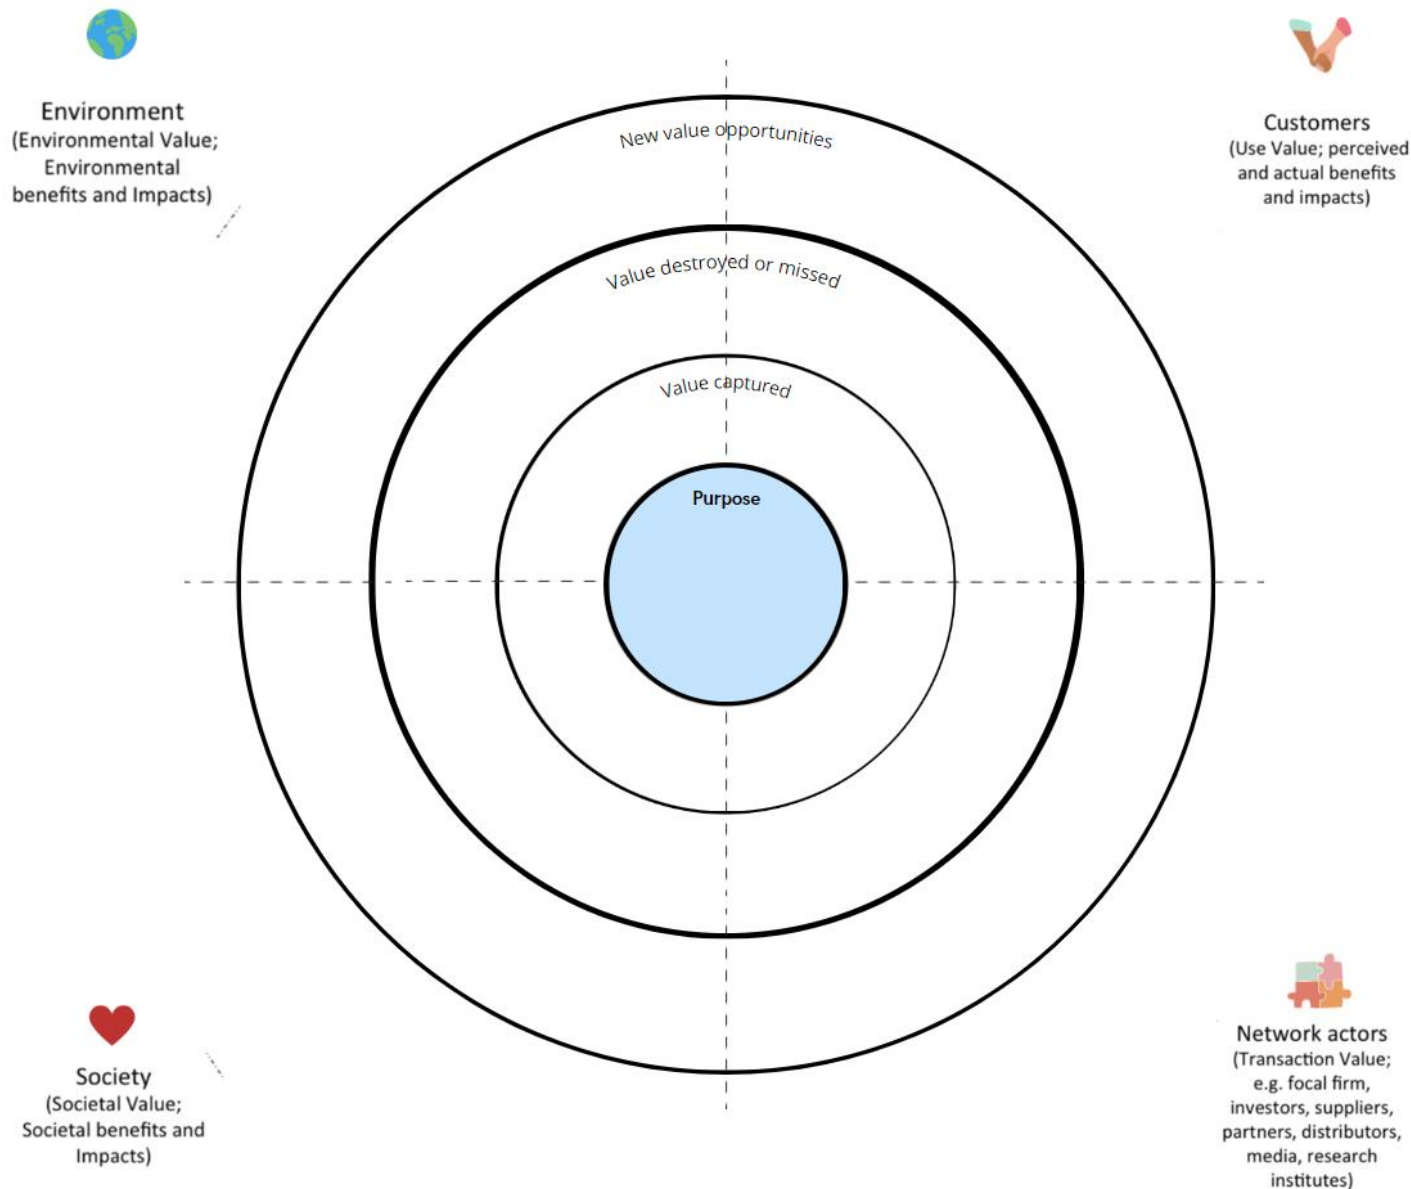 Environment
(Environmental Value;
Environmental
benefits and Impacts)
Customers
(Use Value; perceived
and actual benefits
and impacts)
New value opportunities
Value destroyed or missed
Value captured
Purpose
Society
(Societal Value;
Societal benefits and
Impacts)
Network actors
(Transaction Value;
e.g. focal firm,
investors, suppliers,
partners, distributors,
media, research
institutes)